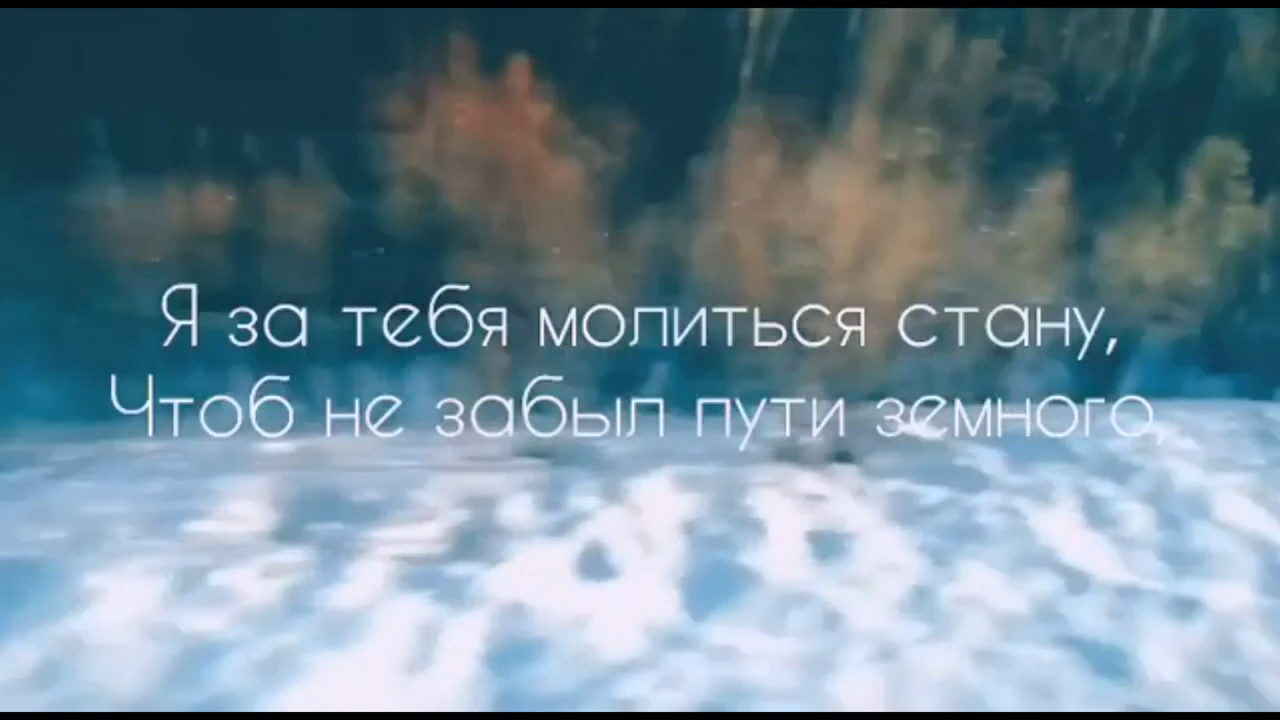 Я за тебя молиться стану,
Чтоб не забыл пути земного,